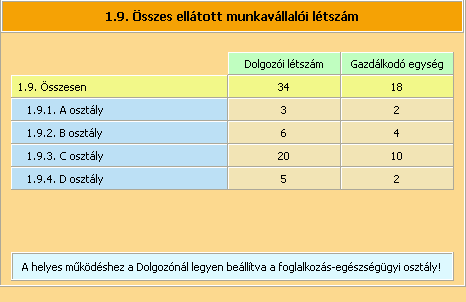 1.9. Összes ellátott munkavállalói létszám
Dolgozói létszám Gazdálkodó egység
1.9. Összesen 34 18
1.9.1. A osztály 3 2
1.9.2. B osztály 6 4
1.9.3. C osztály 20 10
1.9.4. D osztály 5 2
A helyes működéshez a Dolgozónál legyen beállítva a foglalkozás-egészségügyi osztály!